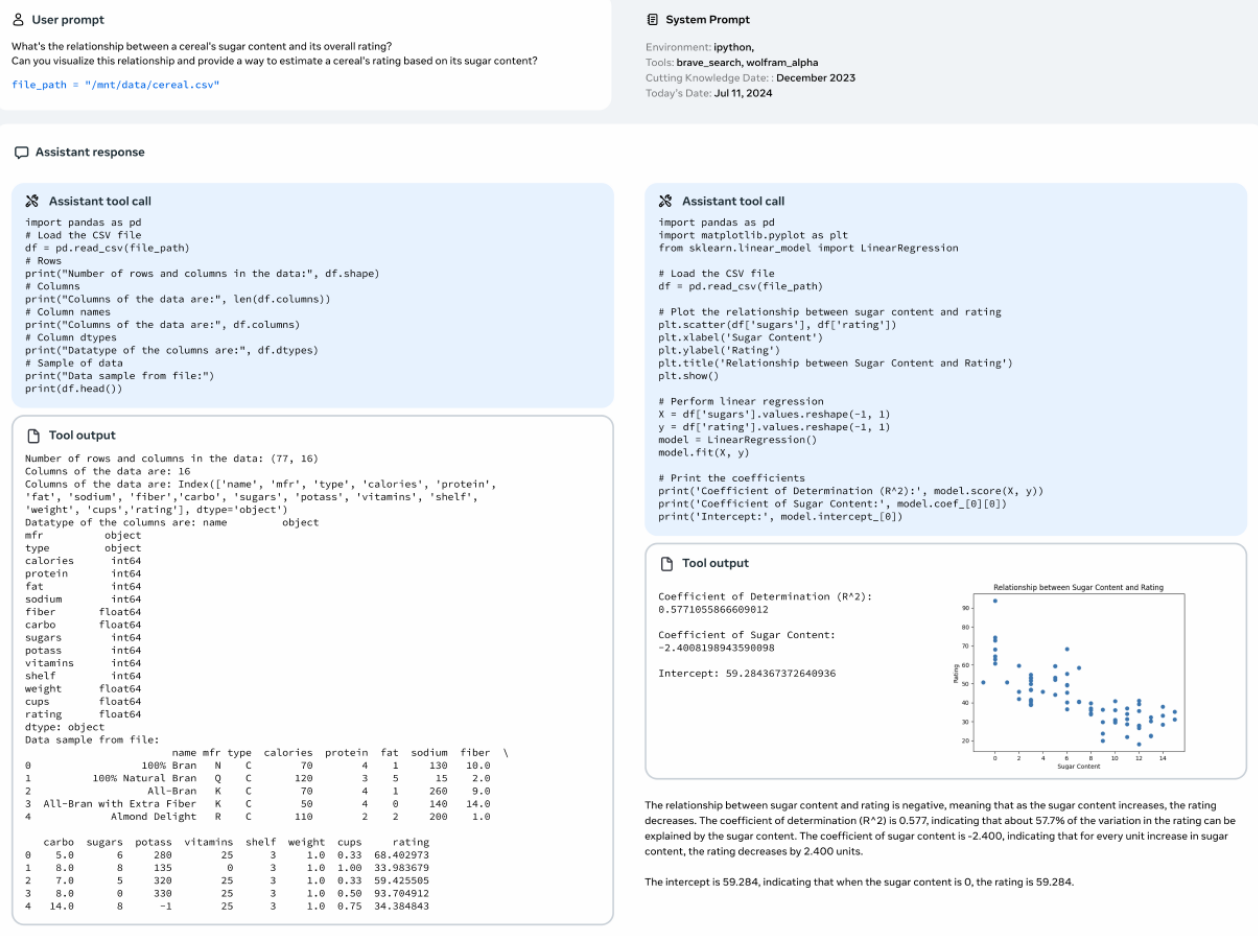 User prompt
What's the relationship between a cereal's sugar content and its overall rating?
Can you visualize this relationship and provide a way to estimate a cereal's rating based on its sugar content?
file_path = "/mnt/data/cereal.csv"
System Prompt
Environment: ipython,
Tools: brave_search, wolfram_alpha
Cutting Knowledge Date: : December 2023
Today's Date: Jul 11, 2024
Assistant response
Assistant tool call
import pandas as pd
# Load the CSV file
df = pd.read_csv(file_path)
# Rows
print("Number of rows and columns in the data:", df.shape)
# Columns
print("Columns of the data are:", len(df.columns))
# Column names
print("Columns of the data are:", df.columns)
# Column dtypes
print("Datatype of the columns are:", df.dtypes)
# Sample of data
print("Data sample from file:")
print(df.head())
Tool output
Number of rows and columns in the data: (77, 16)
Columns of the data are: 16
Columns of the data are: Index(['name', 'mfr', 'type', 'calories', 'protein',
'fat', 'sodium', 'fiber','carbo', 'sugars', 'potass', 'vitamins', 'shelf',
'weight', 'cups','rating'], dtype='object')
Datatype of the columns are: name object
mfr object
type object
calories int64
protein int64
fat int64
sodium int64
fiber float64
carbo float64
sugars int64
potass int64
vitamins int64
shelf int64
weight float64
cups float64
rating float64
dtype: object
Data sample from file:
name mfr type calories protein fat sodium fiber \
0 100% Bran N C 70 4 1 130 10.0
1 100% Natural Bran Q C 120 3 5 15 2.0
2 All-Bran K C 70 4 1 260 9.0
3 All-Bran with Extra Fiber K C 50 4 0 140 14.0
4 Almond Delight R C 110 2 2 200 1.0
carbo sugars potass vitamins shelf weight cups rating
0 5.0 6 280 25 3 1.0 0.33 68.402973
1 8.0 8 135 0 3 1.0 1.00 33.983679
2 7.0 5 320 25 3 1.0 0.33 59.425505
3 8.0 0 330 25 3 1.0 0.50 93.704912
4 14.0 8 -1 25 3 1.0 0.75 34.384843
Assistant tool call
import pandas as pd
import matplotlib.pyplot as plt
from sklearn.linear_model import LinearRegression
# Load the CSV file
df = pd.read_csv(file_path)
# Plot the relationship between sugar content and rating
plt.scatter(df['sugars'], df['rating'])
plt.xlabel('Sugar Content')
plt.ylabel('Rating')
plt.title('Relationship between Sugar Content and Rating')
plt.show()
# Perform linear regression
X = df['sugars'].values.reshape(-1, 1)
y = df['rating'].values.reshape(-1, 1)
model = LinearRegression()
model.fit(X, y)
# Print the coefficients
print('Coefficient of Determination (R^2):', model.score(X, y))
print('Coefficient of Sugar Content:', model.coef_[0][0])
print('Intercept:', model.intercept_[0])
Tool output
Coefficient of Determination (R^2):
0.5771055866609012
Coefficient of Sugar Content:
-2.4008198943590098
Intercept: 59.284367372640936
Relationship between Sugar Content and Rating
90
80
70
60
50
40
30
20
Rating
0 2 4 6 8 10 12 14
Sugar Content
The relationship between sugar content and rating is negative, meaning that as the sugar content increases, the rating
decreases. The coefficient of determination (R^2) is 0.577, indicating that about 57.7% of the variation in the rating can be
explained by the sugar content. The coefficient of sugar content is -2.400, indicating that for every unit increase in sugar
content, the rating decreases by 2.400 units.
The intercept is 59.284, indicating that when the sugar content is 0, the rating is 59.284.